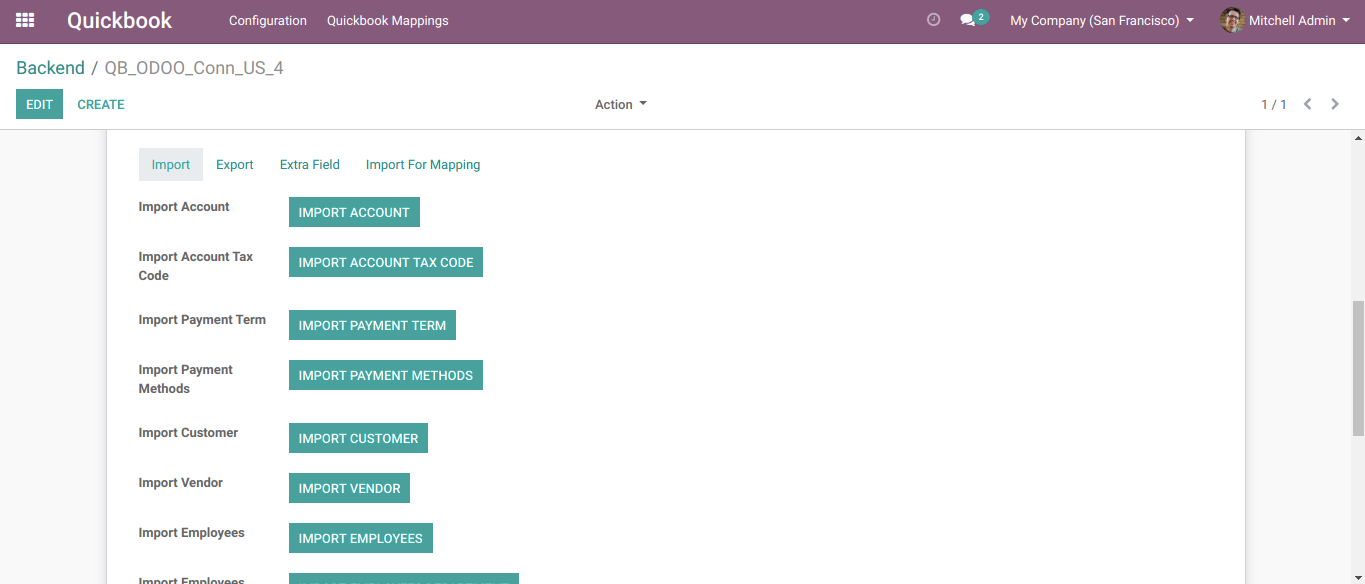 Quickbook Configuration Quickbook Mappings 2 My Company (San Francisco) Mitchell Admin
Backend / QB_ODOO_Conn_US_4
EDIT CREATE Action 1 / 1
Import Export Extra Field Import For Mapping
Import Account IMPORT ACCOUNT
Import Account Tax IMPORT ACCOUNT TAX CODE
Code
Import Payment Term IMPORT PAYMENT TERM
Import Payment IMPORT PAYMENT METHODS
Methods
Import Customer IMPORT CUSTOMER
Import Vendor IMPORT VENDOR
Import Employees IMPORT EMPLOYEES
Import Employees